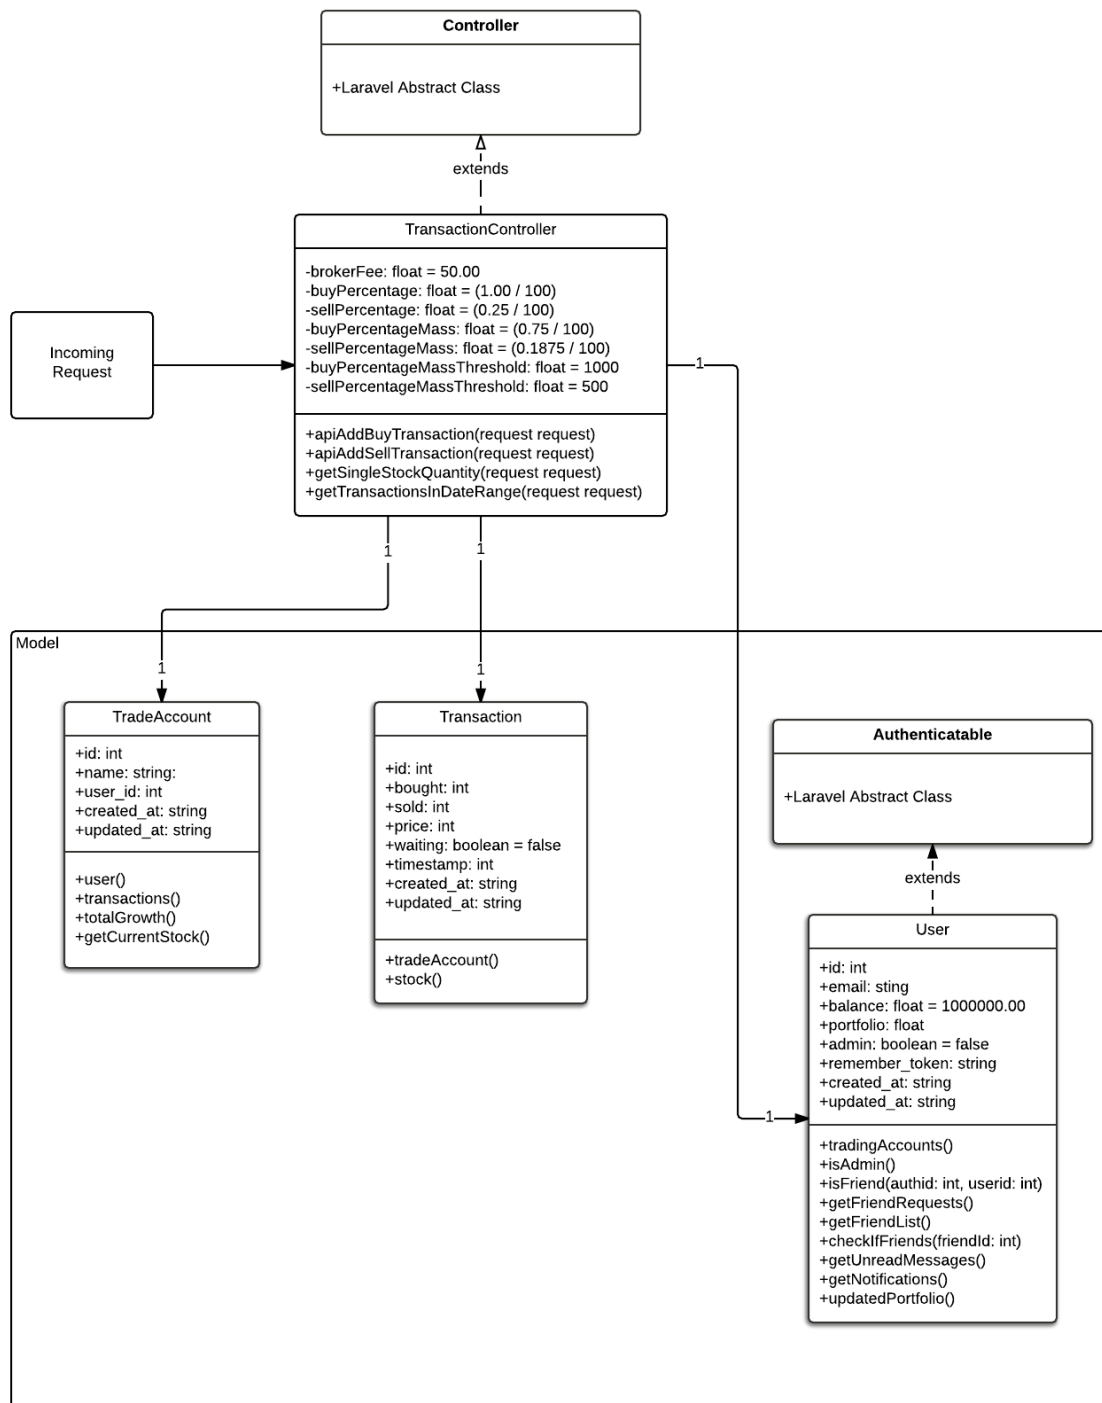 Controller
+Laravel Abstract Class
extends
TransactionController
-brokerFee: float = 50.00
-buyPercentage: float = (1.00 / 100)
-sellPercentage: float = (0.25 / 100)
-buyPercentageMass: float = (0.75 / 100)
-sellPercentageMass: float = (0.1875 / 100)
-buyPercentageMassThreshold: float = 1000
-sellPercentageMassThreshold: float = 500
+apiAddBuyTransaction(request request)
+apiAddSellTransaction(request request)
+getSingleStockQuantity(request request)
+getTransactionsInDateRange(request request)
Incoming
Request
1
1
1
Model
1
1
TradeAccount
+id: int
+name: string:
+user_id: int
+created_at: string
+updated_at: string
+user()
+transactions()
+totalGrowth()
+getCurrentStock()
Transaction
+id: int
+bought: int
+sold: int
+price: int
+waiting: boolean = false
+timestamp: int
+created_at: string
+updated_at: string
+tradeAccount()
+stock()
Authenticatable
+Laravel Abstract Class
extends
User
+id: int
+email: sting
+balance: float = 1000000.00
+portfolio: float
+admin: boolean = false
+remember_token: string
+created_at: string
+updated_at: string
1
+tradingAccounts()
+isAdmin()
+isFriend(authid: int, userid: int)
+getFriendRequests()
+getFriendList()
+checkIfFriends(friendId: int)
+getUnreadMessages()
+getNotifications()
+updatedPortfolio()